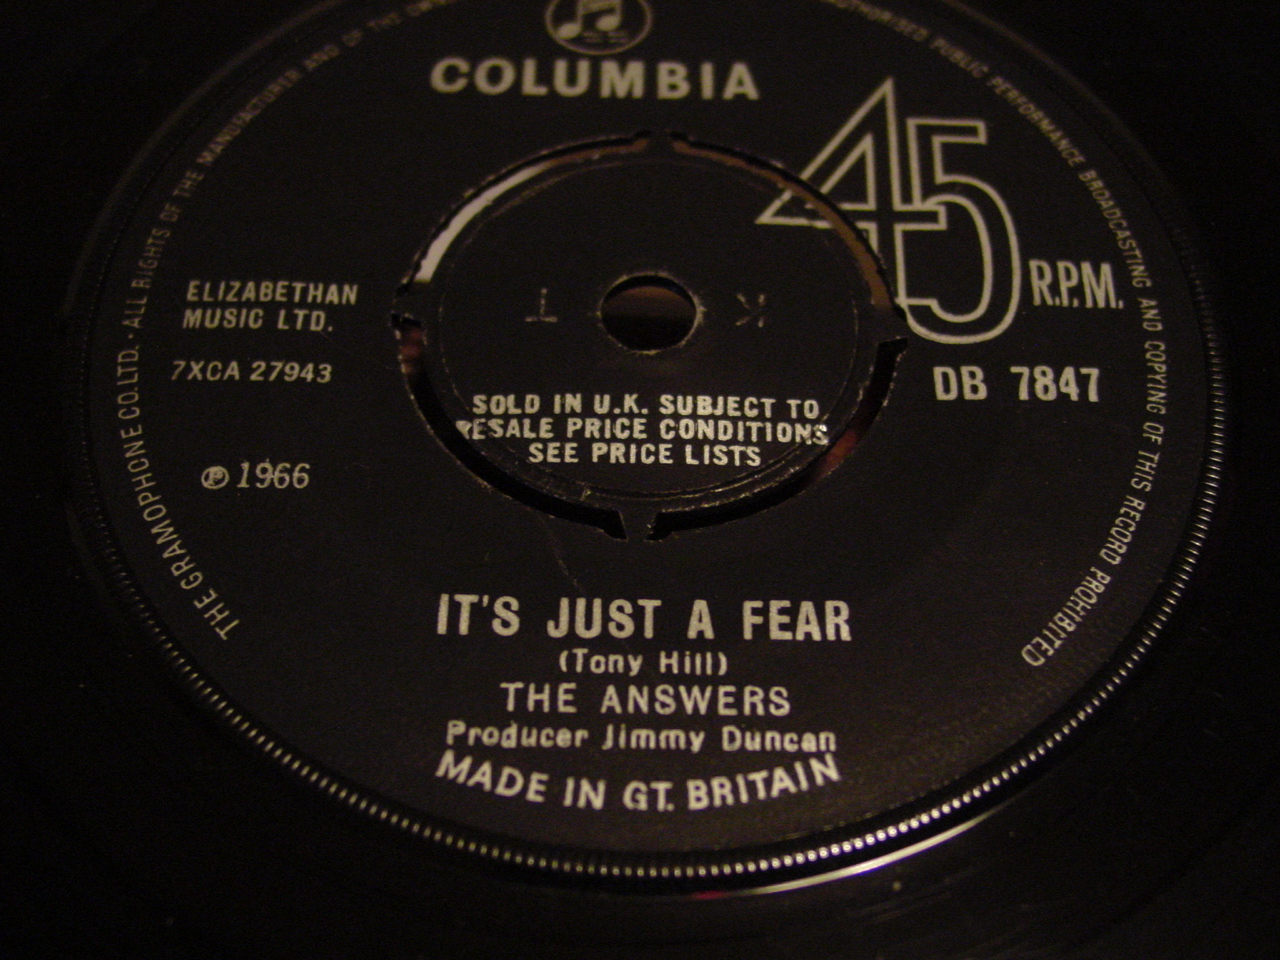 COLUMBIA
45
R.P.M.
ELIZABETHAN
MUSIC LTD.
7XCA 27943
DB 7847
T K
SOLD IN U.K. SUBJECT TO
RESALE PRICE CONDITIONS
SEE PRICE LISTS
℗ 1966
IT'S JUST A FEAR
(Tony Hill)
THE ANSWERS
Producer Jimmy Duncan
MADE IN GT. BRITAIN
THE GRAMOPHONE CO. LTD. · ALL RIGHTS OF THE MANUFACTURER AND OF THE
AUTHORISED PUBLIC PERFORMANCE BROADCASTING AND COPYING OF THIS RECORD PROHIBITED